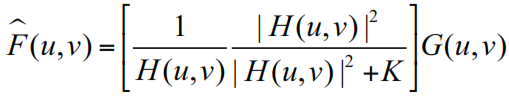 F̂(u,v) = [ 1 / H(u,v) · |H(u,v)|² / (|H(u,v)|² + K) ] G(u,v)